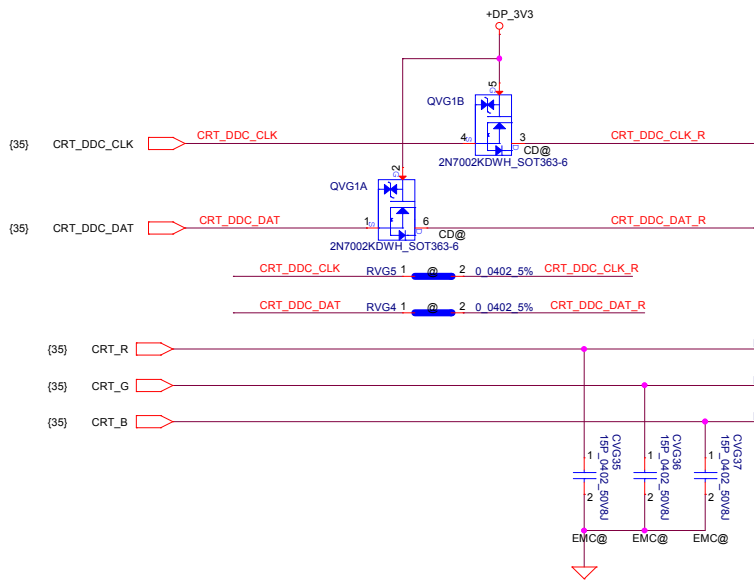 +DP_3V3
5
G
QVG1B
{35} CRT_DDC_CLK
CRT_DDC_CLK
4
S
D
3
CRT_DDC_CLK_R
CD@
2N7002KDWH_SOT363-6
2
G
QVG1A
{35} CRT_DDC_DAT
CRT_DDC_DAT
1
S
D
6
CRT_DDC_DAT_R
CD@
2N7002KDWH_SOT363-6
CRT_DDC_CLK RVG5 1 @ 2 0_0402_5% CRT_DDC_CLK_R
CRT_DDC_DAT RVG4 1 @ 2 0_0402_5% CRT_DDC_DAT_R
{35} CRT_R
{35} CRT_G
{35} CRT_B
1
2
CVG35
15P_0402_50V8J
1
2
CVG36
15P_0402_50V8J
1
2
CVG37
15P_0402_50V8J
EMC@ EMC@ EMC@